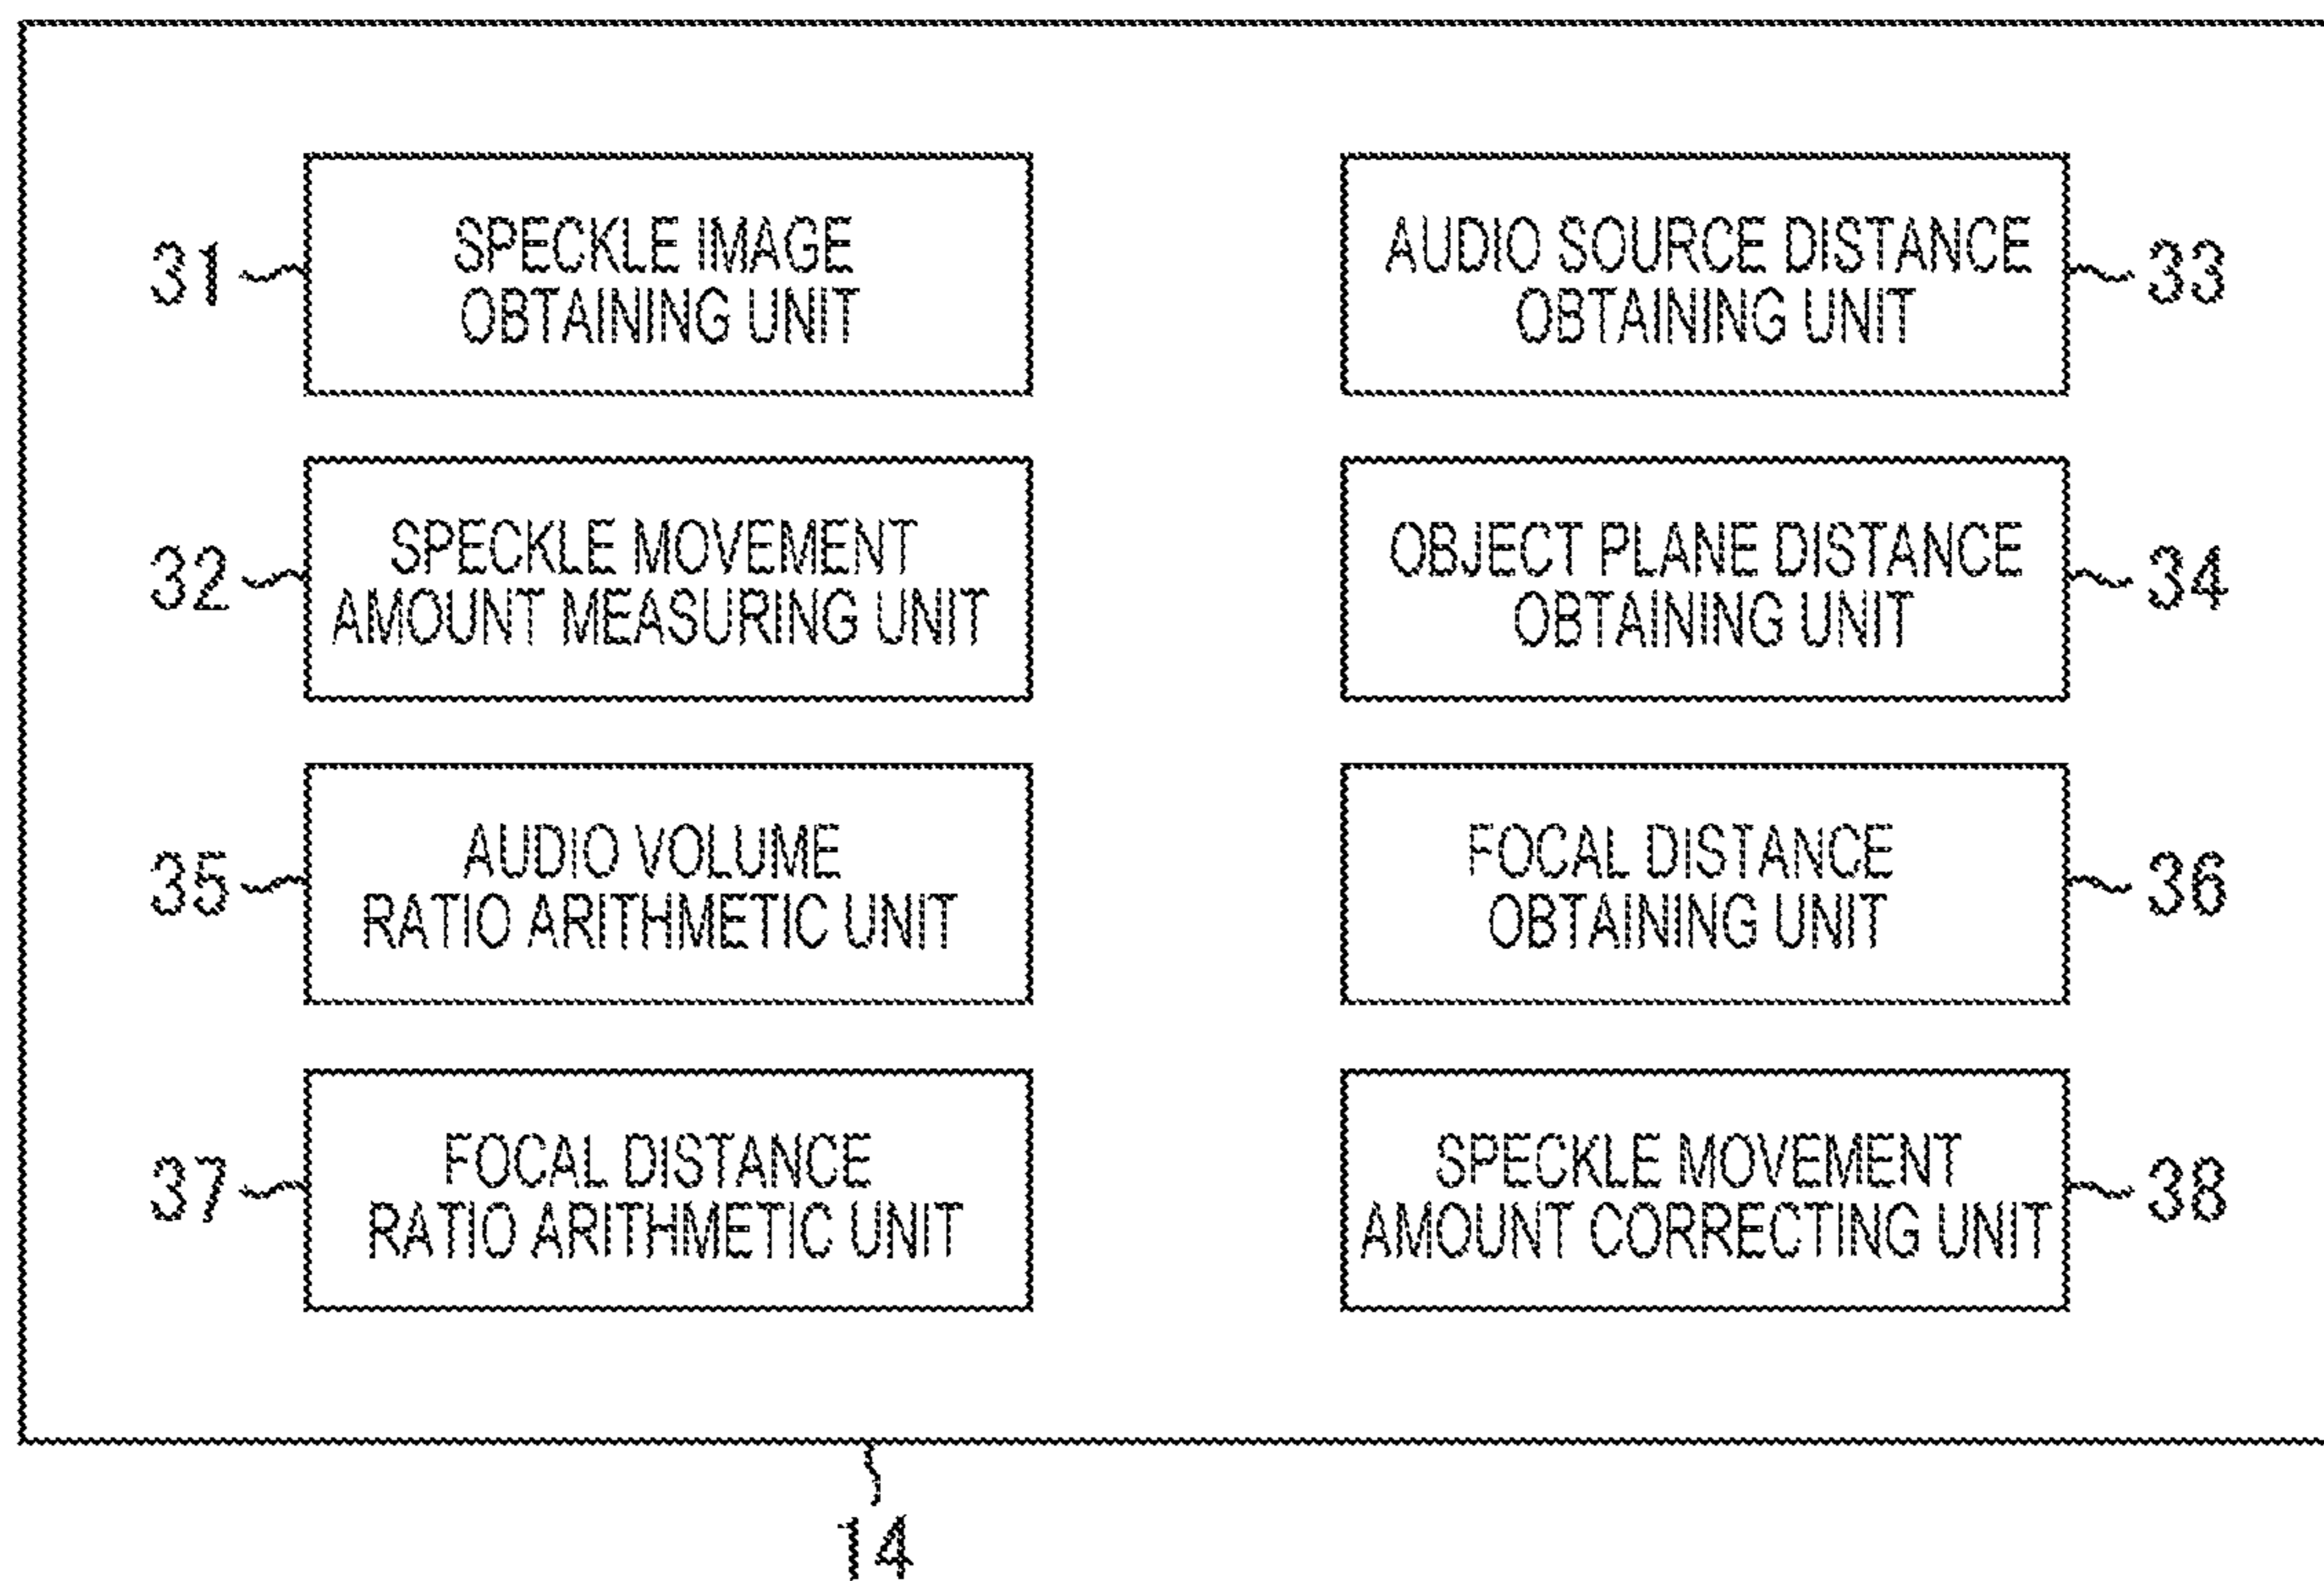 31
SPECKLE IMAGE
OBTAINING UNIT
AUDIO SOURCE DISTANCE
OBTAINING UNIT
33
32
SPECKLE MOVEMENT
AMOUNT MEASURING UNIT
OBJECT PLANE DISTANCE
OBTAINING UNIT
34
35
AUDIO VOLUME
RATIO ARITHMETIC UNIT
FOCAL DISTANCE
OBTAINING UNIT
36
37
FOCAL DISTANCE
RATIO ARITHMETIC UNIT
SPECKLE MOVEMENT
AMOUNT CORRECTING UNIT
38
14